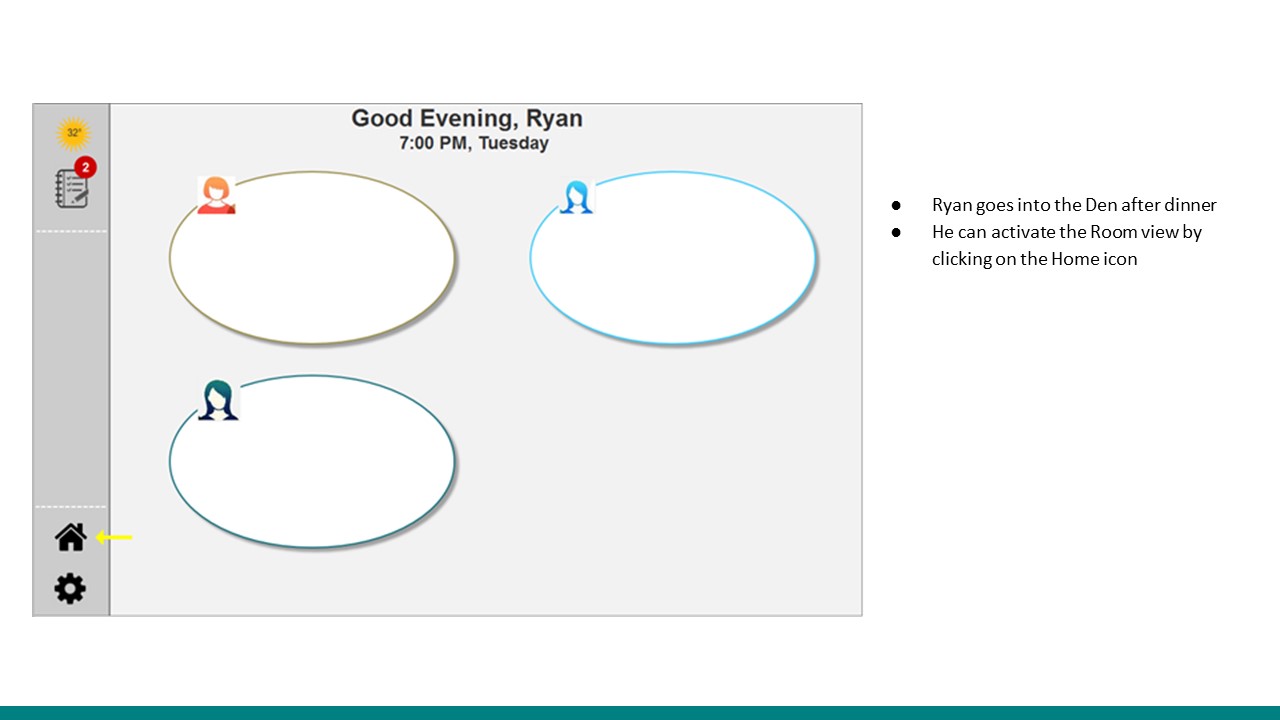 Good Evening, Ryan
7:00 PM, Tuesday
32°
2
● Ryan goes into the Den after dinner
● He can activate the Room view by
clicking on the Home icon